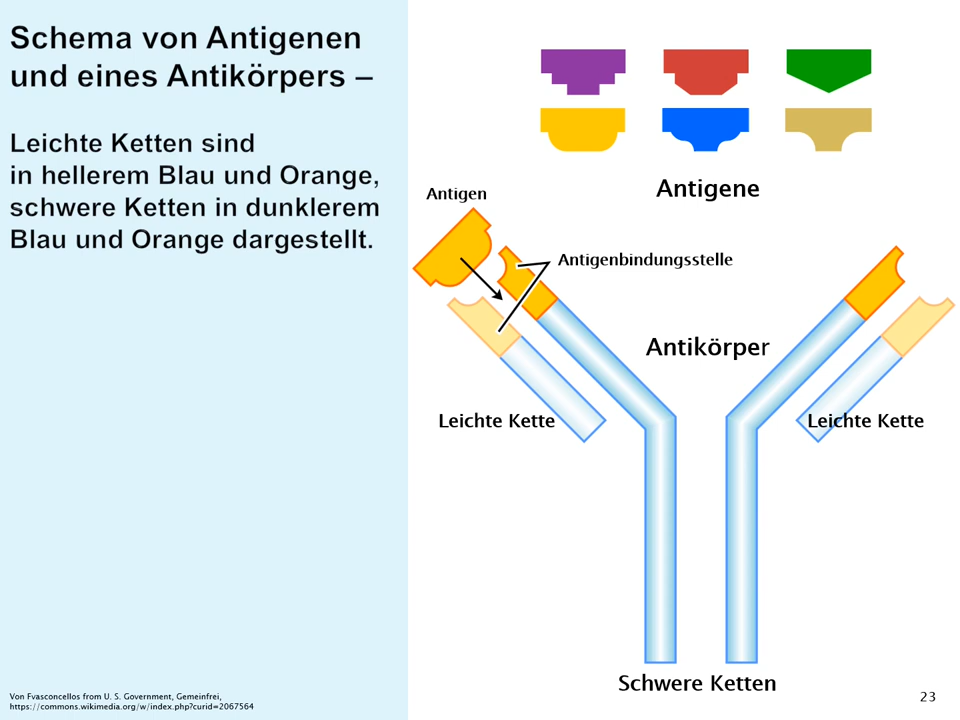 Schema von Antigenen
und eines Antikörpers –
Leichte Ketten sind
in hellerem Blau und Orange,
schwere Ketten in dunklerem
Blau und Orange dargestellt.
Antigene
Antigen
Antigenbindungsstelle
Antikörper
Leichte Kette
Leichte Kette
Schwere Ketten
Von Fvasconcellos from U. S. Government, Gemeinfrei,
https://commons.wikimedia.org/w/index.php?curid=2067564
23